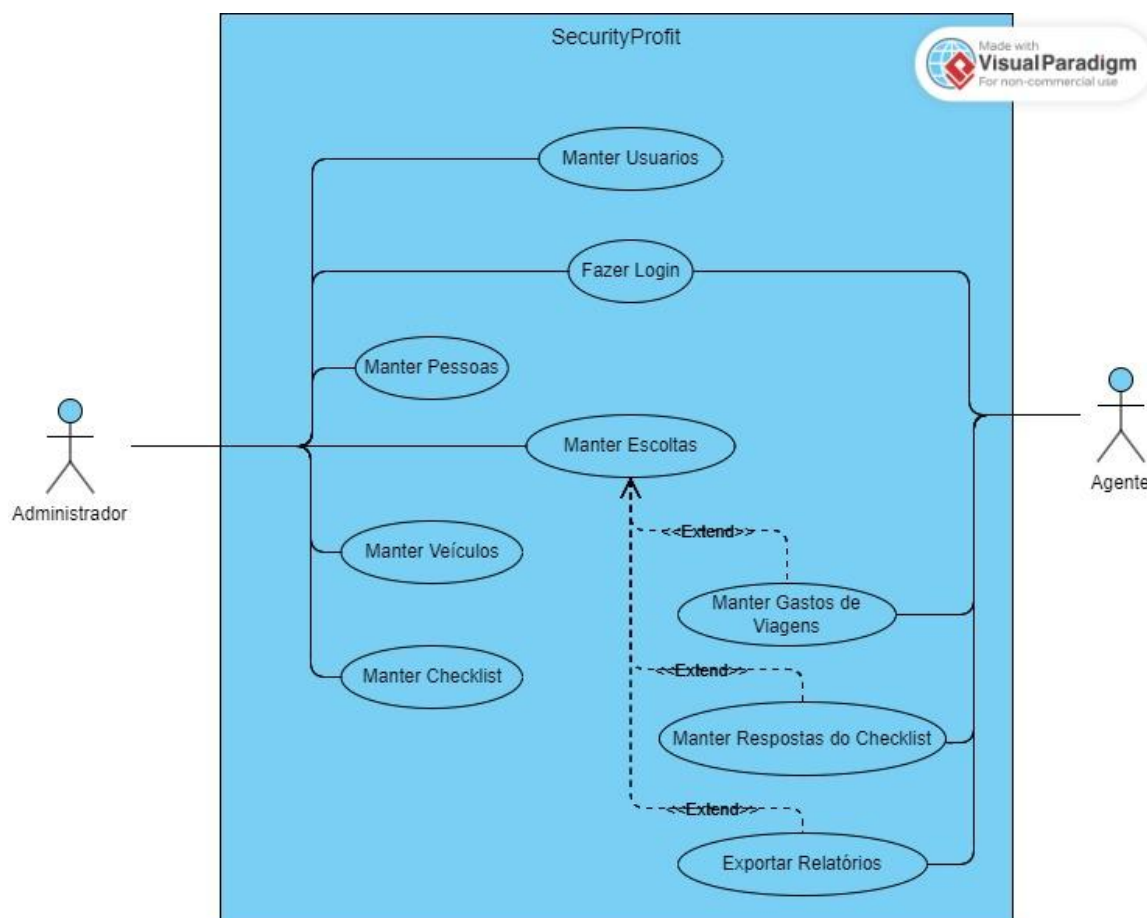 SecurityProfit
Made with
Visual Paradigm
For non-commercial use
Manter Usuarios
Fazer Login
Manter Pessoas
Manter Escoltas
Administrador
Agente
<<Extend>>
Manter Veículos
Manter Gastos de
Viagens
<<Extend>>
Manter Checklist
Manter Respostas do Checklist
<<Extend>>
Exportar Relatórios